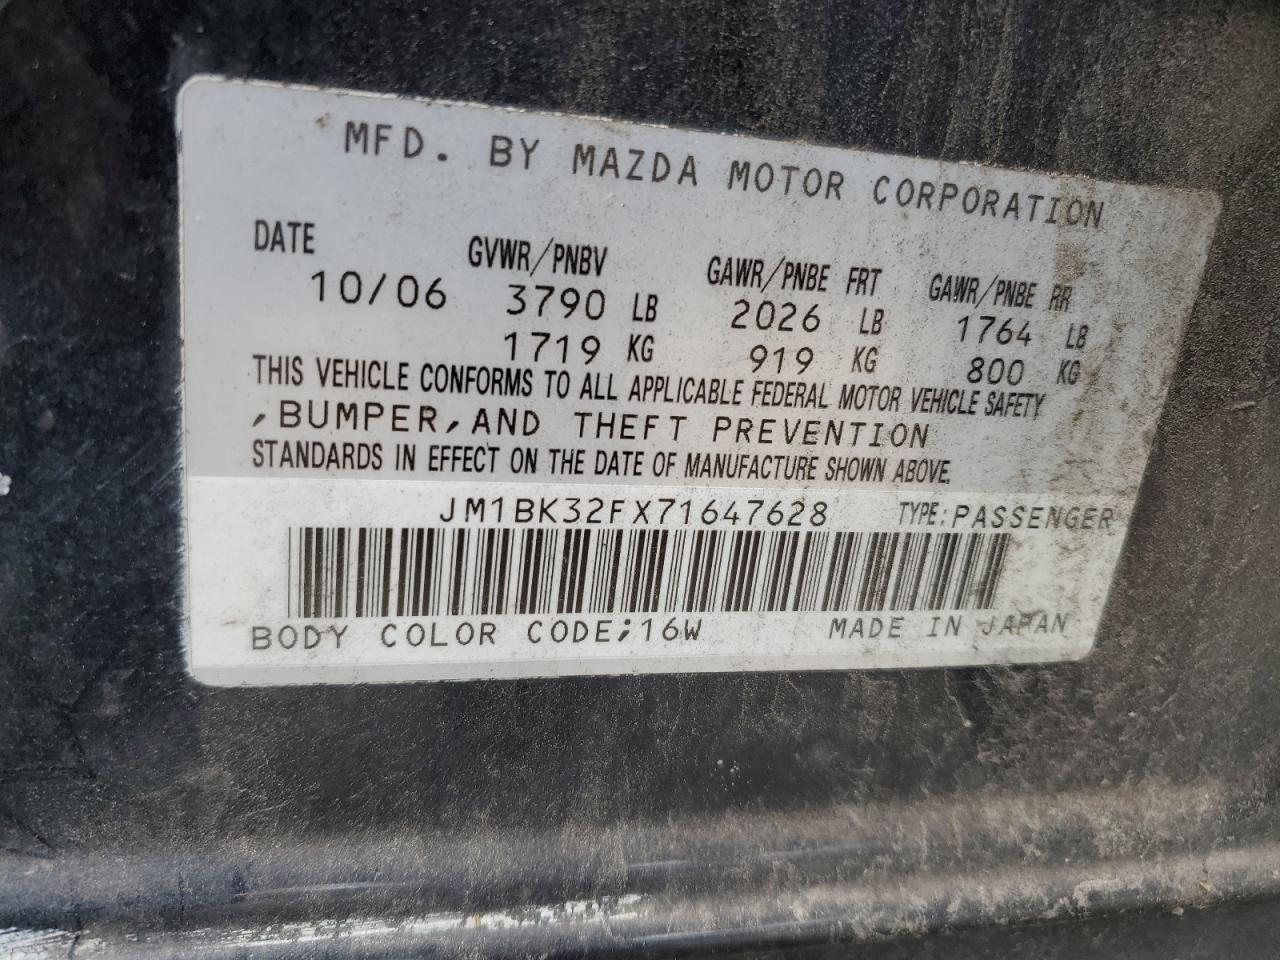 MFD. BY MAZDA MOTOR CORPORATION
DATE GVWR/PNBV GAWR/PNBE FRT GAWR/PNBE RR
10/06 3790 LB 2026 LB 1764 LB
1719 KG 919 KG 800 KG
THIS VEHICLE CONFORMS TO ALL APPLICABLE FEDERAL MOTOR VEHICLE SAFETY
,BUMPER,AND THEFT PREVENTION
STANDARDS IN EFFECT ON THE DATE OF MANUFACTURE SHOWN ABOVE.
JM1BK32FX71647628 TYPE:PASSENGER
BODY COLOR CODE;16W MADE IN JAPAN